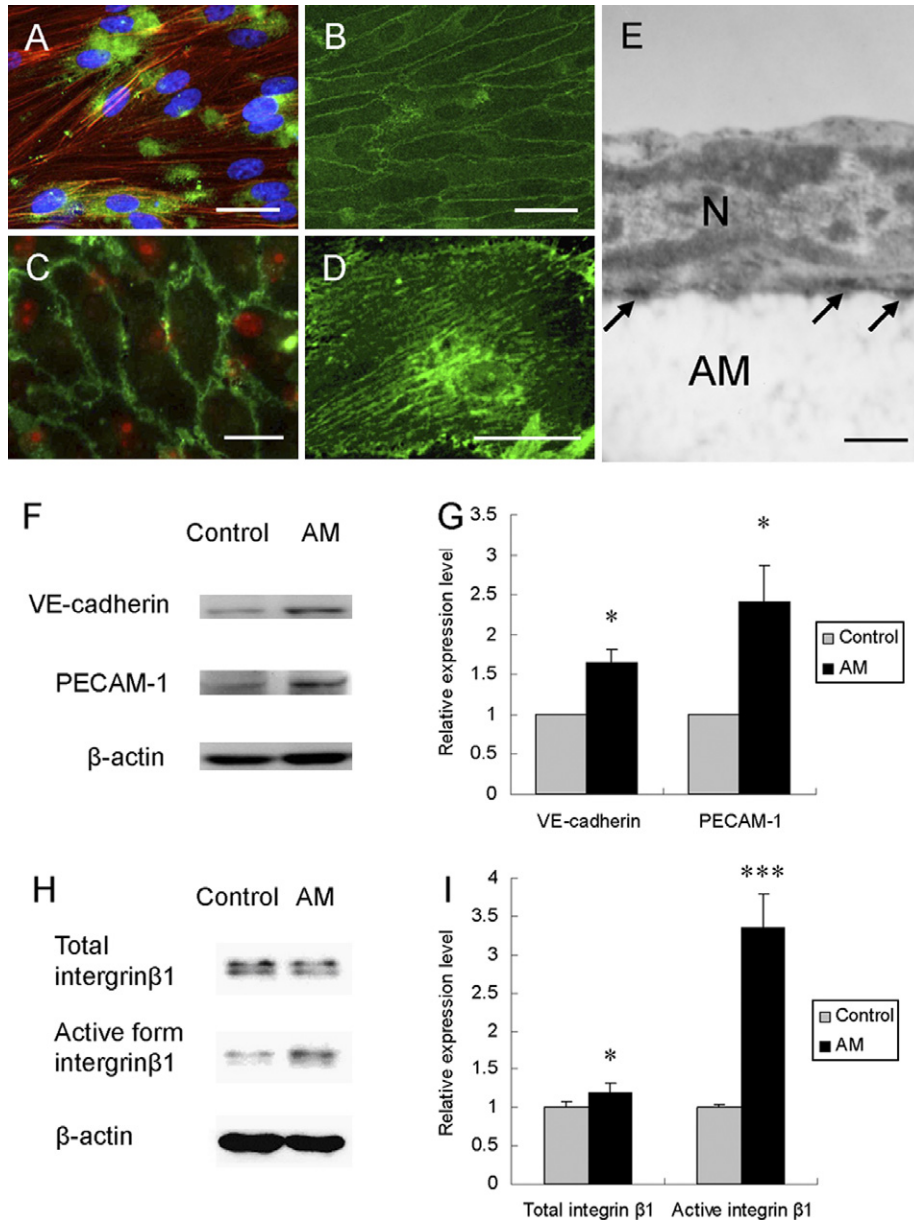 A
B
E
C
D
N
AM
F
Control AM
VE-cadherin
PECAM-1
β-actin
G
3.5
3
2.5
2
1.5
1
0.5
0
Relative expression level
*
*
VE-cadherin PECAM-1
Control
AM
H
Control AM
Total
intergrinβ1
Active form
intergrinβ1
β-actin
I
4
3.5
3
2.5
2
1.5
1
0.5
0
Relative expression level
*
***
Total integrin β1 Active integrin β1
Control
AM